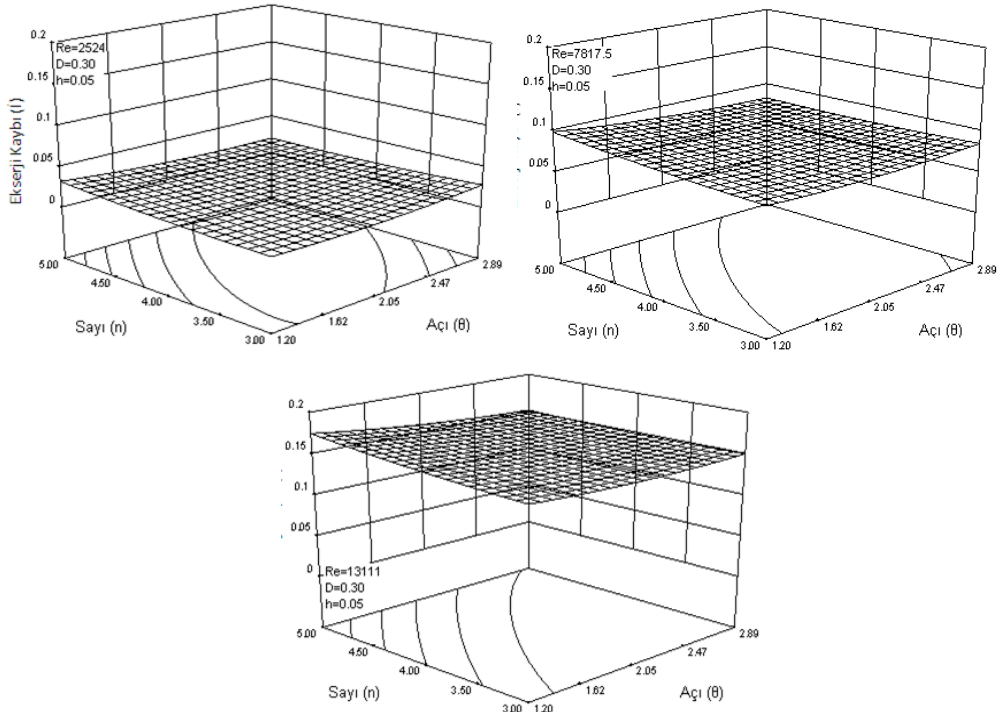 0.2
0.15
0.1
0.05
0
Ekserji Kaybı (İ)
Re=2524
D=0.30
h=0.05
5.00
4.50
4.00
3.50
3.00
Sayı (n)
1.20
1.62
2.05
2.47
2.89
Açı (θ)
0.2
0.15
0.1
0.05
0
Re=7817.5
D=0.30
h=0.05
5.00
4.50
4.00
3.50
3.00
Sayı (n)
1.20
1.62
2.05
2.47
2.89
Açı (θ)
0.2
0.15
0.1
0.05
0
Re=13111
D=0.30
h=0.05
5.00
4.50
4.00
3.50
3.00
Sayı (n)
1.20
1.62
2.05
2.47
2.89
Açı (θ)